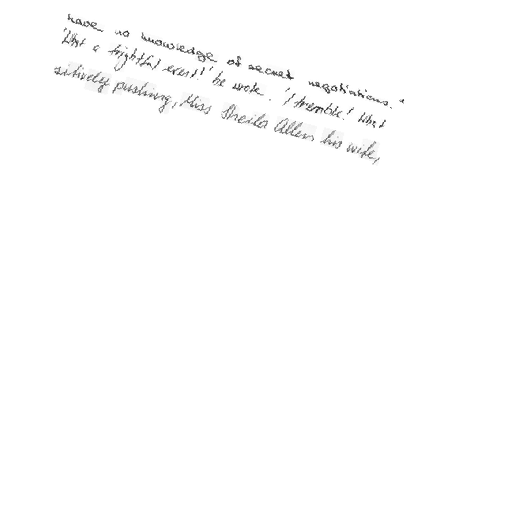 have no knowledge of secret negotiations."
'What a frightful event!' he wrote. 'I tremble! What
sitively pushing, Miss Sheila Allen his wife,